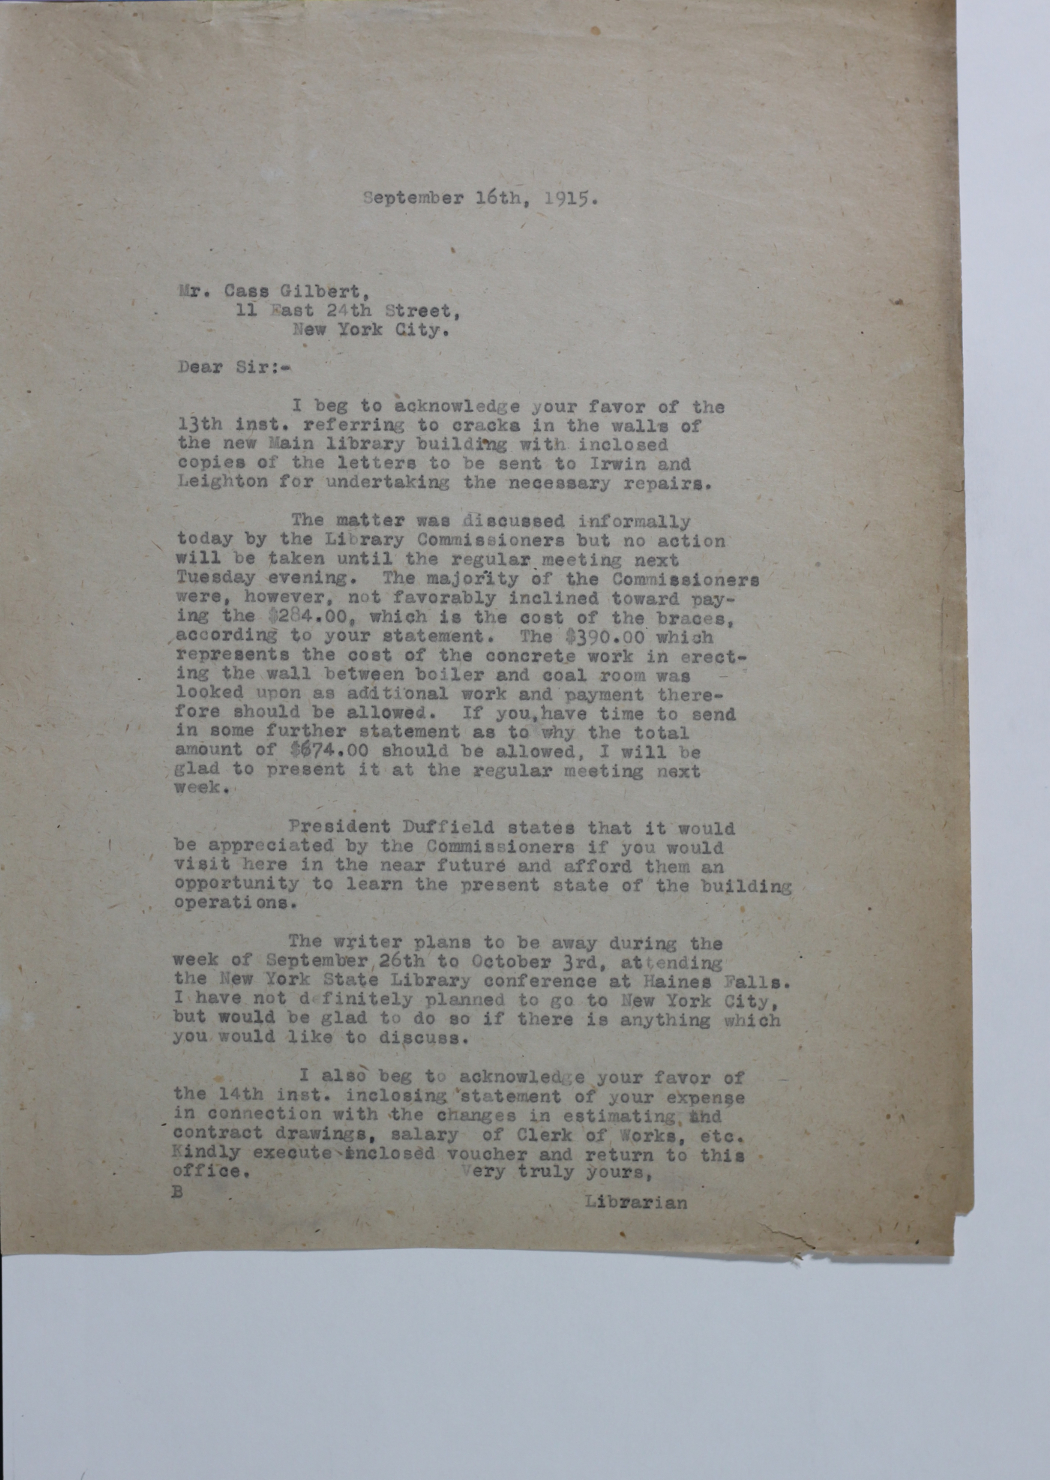 September 16th, 1915.
Mr. Cass Gilbert,
11 East 24th Street,
New York City.
Dear Sir:-
I beg to acknowledge your favor of the
13th inst. referring to cracks in the walls of
the new Main library building with inclosed
copies of the letters to be sent to Irwin and
Leighton for undertaking the necessary repairs.
The matter was discussed informally
today by the Library Commissioners but no action
will be taken until the regular meeting next
Tuesday evening. The majority of the Commissioners
were, however, not favorably inclined toward pay-
ing the $284.00, which is the cost of the braces,
according to your statement. The $390.00 which
represents the cost of the concrete work in erect-
ing the wall between boiler and coal room was
looked upon as aditional work and payment there-
fore should be allowed. If you have time to send
in some further statement as to why the total
amount of $674.00 should be allowed, I will be
glad to present it at the regular meeting next
week.
President Duffield states that it would
be appreciated by the Commissioners if you would
visit here in the near future and afford them an
opportunity to learn the present state of the building
operations.
The writer plans to be away during the
week of September 26th to October 3rd, attending
the New York State Library conference at Haines Falls.
I have not definitely planned to go to New York City,
but would be glad to do so if there is anything which
you would like to discuss.
I also beg to acknowledge your favor of
the 14th inst. inclosing statement of your expense
in connection with the changes in estimating and
contract drawings, salary of Clerk of Works, etc.
Kindly execute inclosed voucher and return to this
office. Very truly yours,
B
Librarian